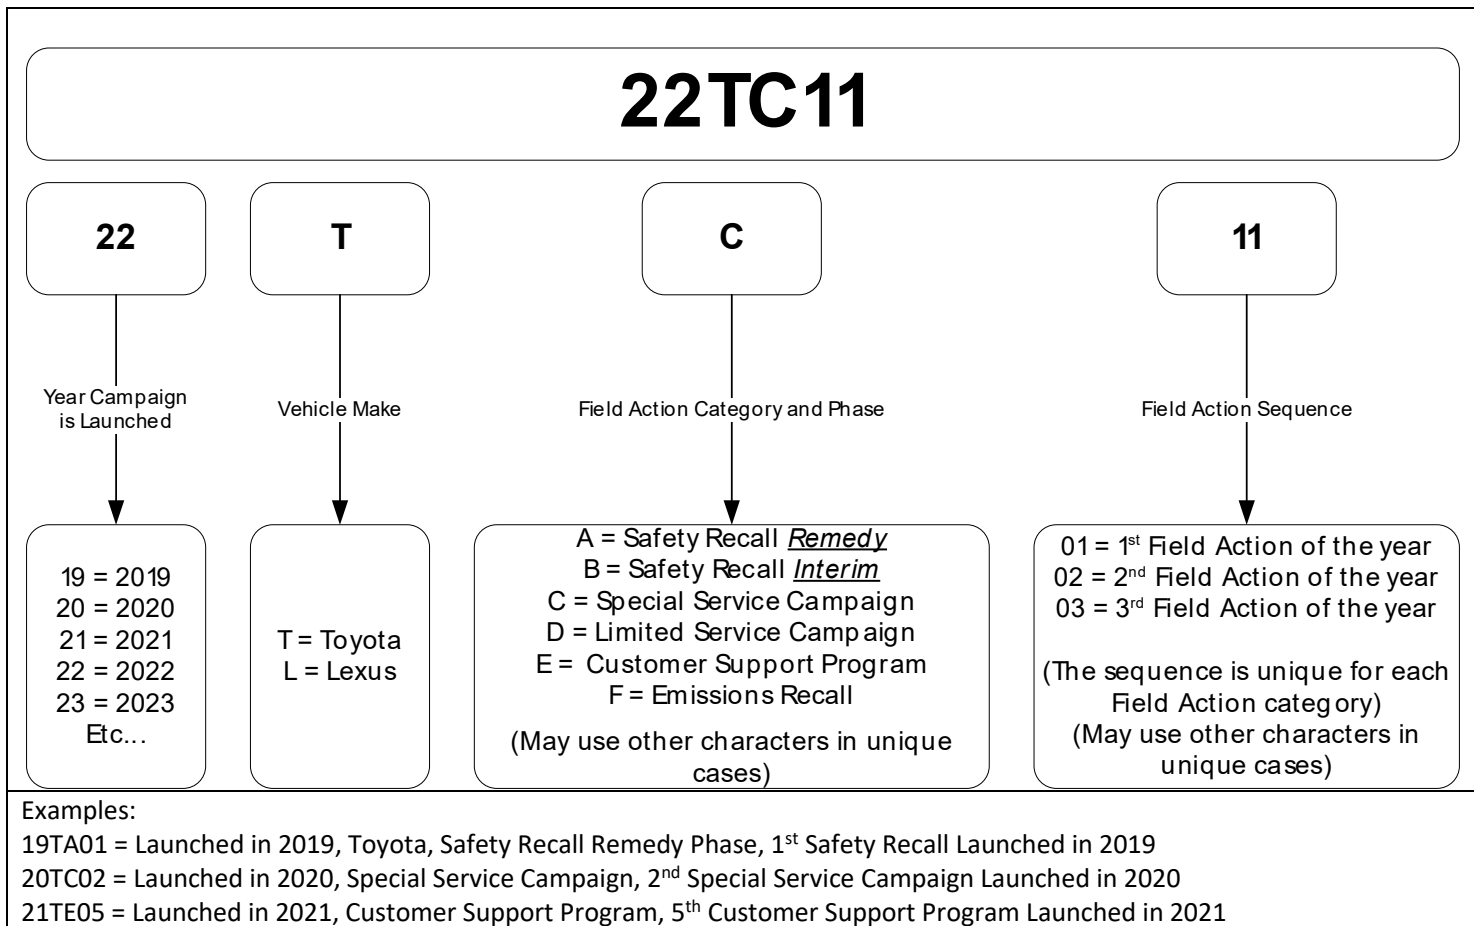 22TC11
22
T
C
11
Year Campaign
is Launched
Vehicle Make
Field Action Category and Phase
Field Action Sequence
19 = 2019
20 = 2020
21 = 2021
22 = 2022
23 = 2023
Etc...
T = Toyota
L = Lexus
A = Safety Recall Remedy
B = Safety Recall Interim
C = Special Service Campaign
D = Limited Service Campaign
E = Customer Support Program
F = Emissions Recall
(May use other characters in unique
cases)
01 = 1st Field Action of the year
02 = 2nd Field Action of the year
03 = 3rd Field Action of the year
(The sequence is unique for each
Field Action category)
(May use other characters in
unique cases)
Examples:
19TA01 = Launched in 2019, Toyota, Safety Recall Remedy Phase, 1st Safety Recall Launched in 2019
20TC02 = Launched in 2020, Special Service Campaign, 2nd Special Service Campaign Launched in 2020
21TE05 = Launched in 2021, Customer Support Program, 5th Customer Support Program Launched in 2021